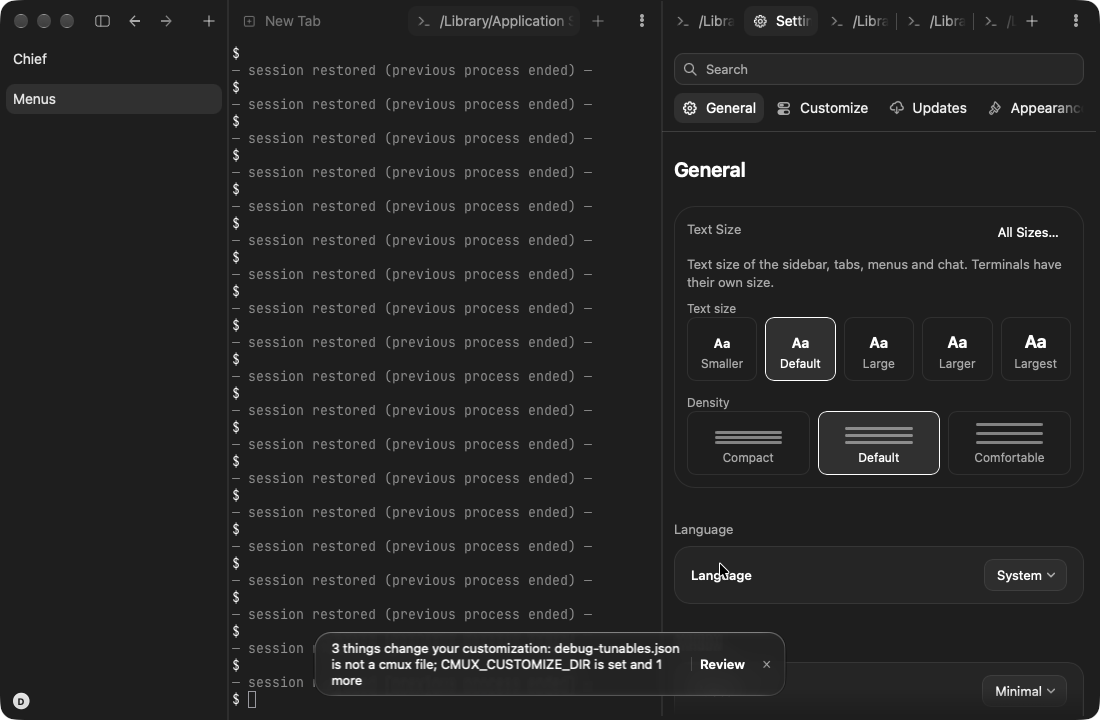 New Tab
/Library/Application S
/Libra
Settin
/Libra
/Libra
Chief
Menus
$
— session restored (previous process ended) —
$
— session restored (previous process ended) —
$
— session restored (previous process ended) —
$
— session restored (previous process ended) —
$
— session restored (previous process ended) —
$
— session restored (previous process ended) —
$
— session restored (previous process ended) —
$
— session restored (previous process ended) —
$
— session restored (previous process ended) —
$
— session restored (previous process ended) —
$
— session restored (previous process ended) —
$
— session restored (previous process ended) —
$
— session restored (previous process ended) —
$
— session restored (previous process ended) —
$
— session restored (previous process ended) —
$
— session restored (previous process ended) —
$
— session restored (previous process ended) —
$
— session
$
— session
$
D
Search
General
Customize
Updates
Appearanc
General
Text Size
All Sizes...
Text size of the sidebar, tabs, menus and chat. Terminals have
their own size.
Text size
Aa Aa Aa Aa Aa
Smaller Default Large Larger Largest
Density
Compact Default Comfortable
Language
Language
System
Minimal
3 things change your customization: debug-tunables.json
is not a cmux file; CMUX_CUSTOMIZE_DIR is set and 1
more
Review